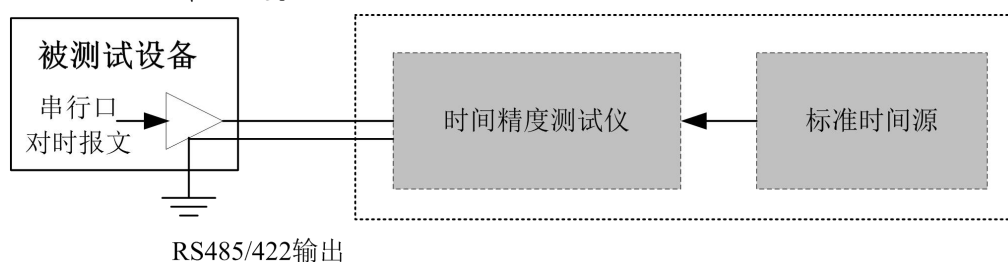 被测试设备
串行口
对时报文
时间精度测试仪
标准时间源
RS485/422输出